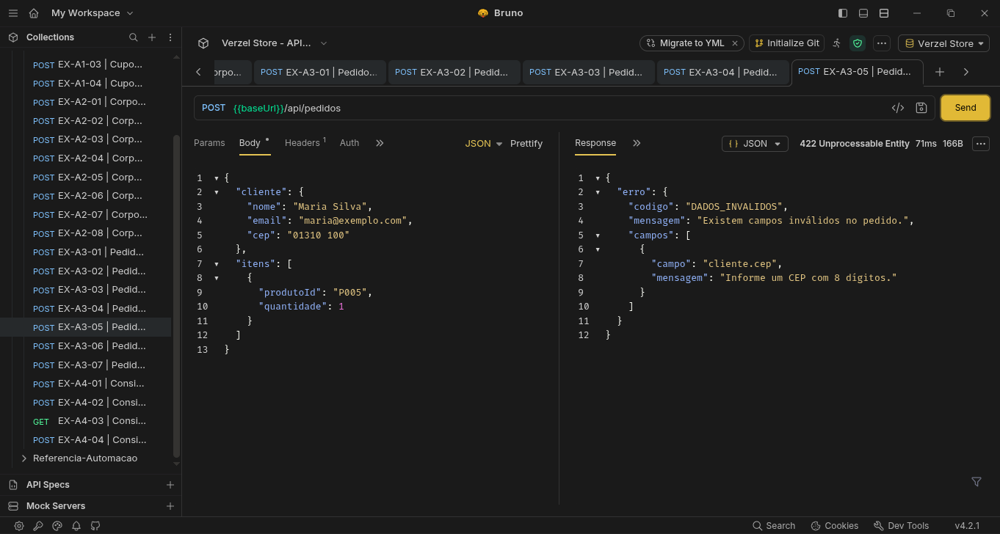 My Workspace
Bruno
Collections
POST EX-A1-03 | Cupo...
POST EX-A1-04 | Cupo...
POST EX-A2-01 | Corpo...
POST EX-A2-02 | Corp...
POST EX-A2-03 | Corp...
POST EX-A2-04 | Corp...
POST EX-A2-05 | Corp...
POST EX-A2-06 | Corp...
POST EX-A2-07 | Corpo...
POST EX-A2-08 | Corp...
POST EX-A3-01 | Pedid...
POST EX-A3-02 | Pedid...
POST EX-A3-03 | Pedid...
POST EX-A3-04 | Pedid...
POST EX-A3-05 | Pedid...
POST EX-A3-06 | Pedid...
POST EX-A3-07 | Pedid...
POST EX-A4-01 | Consi...
POST EX-A4-02 | Consi...
GET EX-A4-03 | Consi...
POST EX-A4-04 | Consi...
Referencia-Automacao
API Specs
Mock Servers
Verzel Store - API...
Migrate to YML
Initialize Git
Verzel Store
orpo...
POST EX-A3-01 | Pedido...
POST EX-A3-02 | Pedid...
POST EX-A3-03 | Pedid...
POST EX-A3-04 | Pedid...
POST EX-A3-05 | Pedid...
POST {{baseUrl}}/api/pedidos
Send
Params Body Headers 1 Auth JSON Prettify
1 {
2 "cliente": {
3 "nome": "Maria Silva",
4 "email": "maria@exemplo.com",
5 "cep": "01310 100"
6 },
7 "itens": [
8 {
9 "produtoId": "P005",
10 "quantidade": 1
11 }
12 ]
13 }
Response { } JSON 422 Unprocessable Entity 71ms 166B
1 {
2 "erro": {
3 "codigo": "DADOS_INVALIDOS",
4 "mensagem": "Existem campos inválidos no pedido.",
5 "campos": [
6 {
7 "campo": "cliente.cep",
8 "mensagem": "Informe um CEP com 8 dígitos."
9 }
10 ]
11 }
12 }
Search
Cookies
Dev Tools
v4.2.1